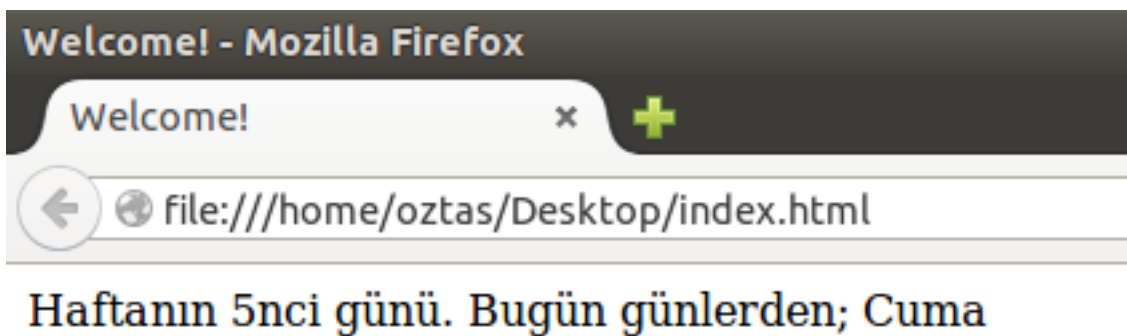 Welcome! - Mozilla Firefox
Welcome!
file:///home/oztas/Desktop/index.html
Haftanın 5nci günü. Bugün günlerden; Cuma